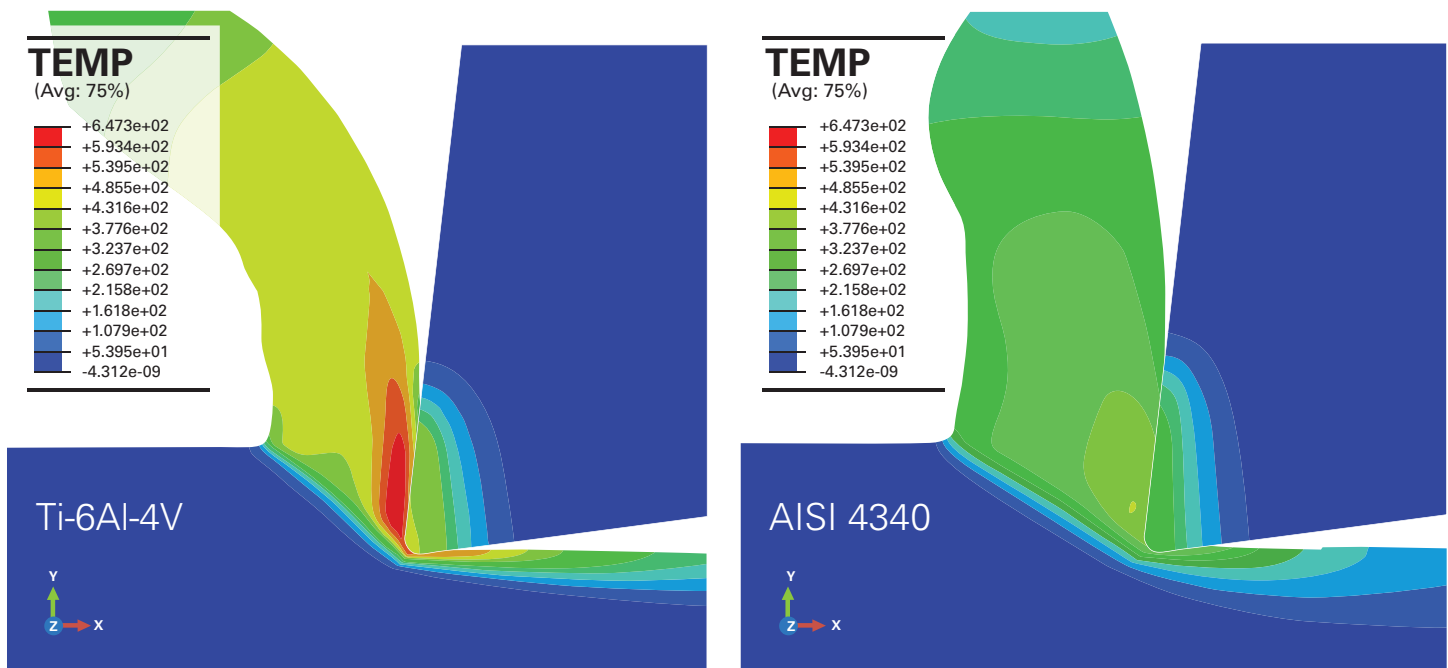 TEMP
(Avg: 75%)
+6.473e+02
+5.934e+02
+5.395e+02
+4.855e+02
+4.316e+02
+3.776e+02
+3.237e+02
+2.697e+02
+2.158e+02
+1.618e+02
+1.079e+02
+5.395e+01
-4.312e-09
Ti-6Al-4V
Y
Z
X
TEMP
(Avg: 75%)
+6.473e+02
+5.934e+02
+5.395e+02
+4.855e+02
+4.316e+02
+3.776e+02
+3.237e+02
+2.697e+02
+2.158e+02
+1.618e+02
+1.079e+02
+5.395e+01
-4.312e-09
AISI 4340
Y
Z
X